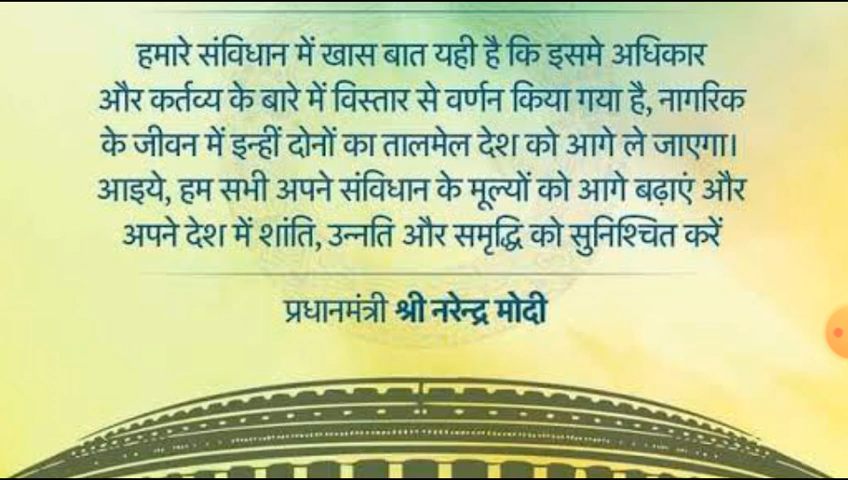 हमारे संविधान में खास बात यही है कि इसमे अधिकार
और कर्तव्य के बारे में विस्तार से वर्णन किया गया है, नागरिक
के जीवन में इन्हीं दोनों का तालमेल देश को आगे ले जाएगा।
आइये, हम सभी अपने संविधान के मूल्यों को आगे बढ़ाएं और
अपने देश में शांति, उन्नति और समृद्धि को सुनिश्चित करें
प्रधानमंत्री श्री नरेन्द्र मोदी